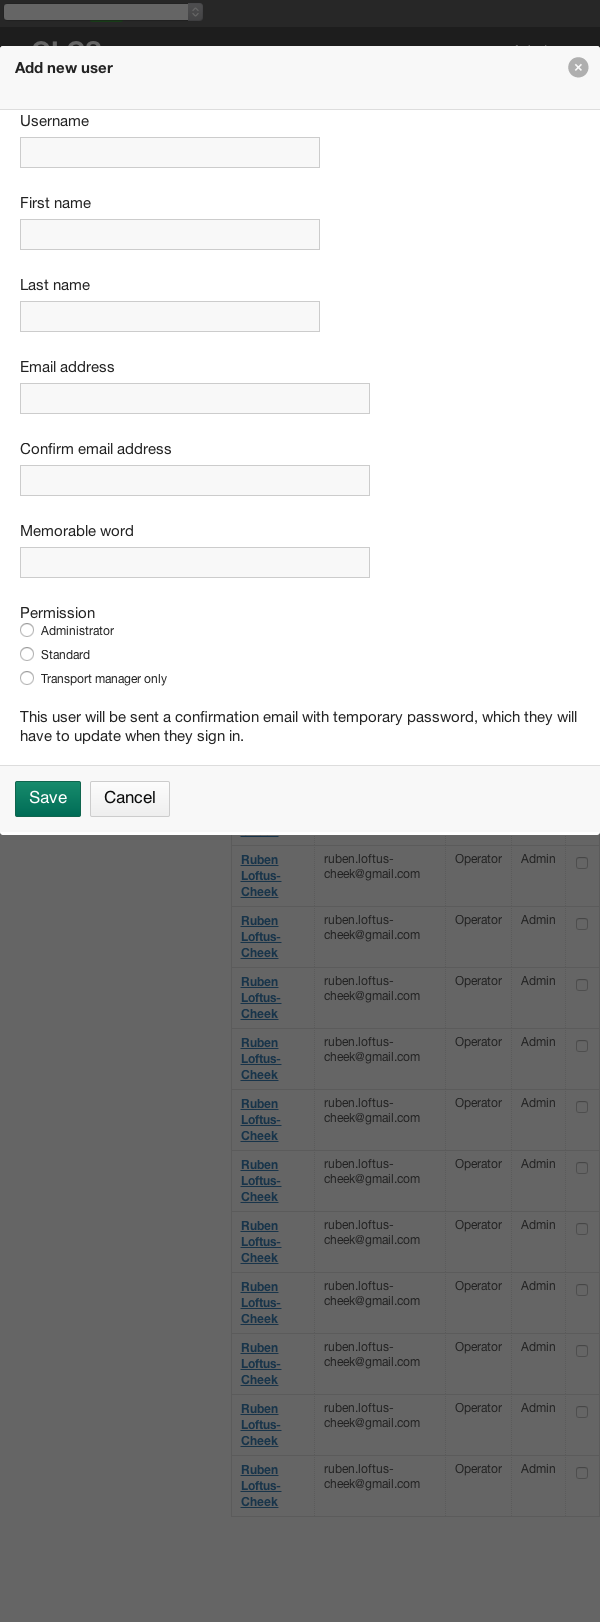 Add new user
Username
First name
Last name
Email address
Confirm email address
Memorable word
Permission
Administrator
Standard
Transport manager only
This user will be sent a confirmation email with temporary password, which they will
have to update when they sign in.
Save Cancel
Ruben ruben.loftus- Operator Admin
Loftus- cheek@gmail.com
Cheek
Ruben ruben.loftus- Operator Admin
Loftus- cheek@gmail.com
Cheek
Ruben ruben.loftus- Operator Admin
Loftus- cheek@gmail.com
Cheek
Ruben ruben.loftus- Operator Admin
Loftus- cheek@gmail.com
Cheek
Ruben ruben.loftus- Operator Admin
Loftus- cheek@gmail.com
Cheek
Ruben ruben.loftus- Operator Admin
Loftus- cheek@gmail.com
Cheek
Ruben ruben.loftus- Operator Admin
Loftus- cheek@gmail.com
Cheek
Ruben ruben.loftus- Operator Admin
Loftus- cheek@gmail.com
Cheek
Ruben ruben.loftus- Operator Admin
Loftus- cheek@gmail.com
Cheek
Ruben ruben.loftus- Operator Admin
Loftus- cheek@gmail.com
Cheek
Ruben ruben.loftus- Operator Admin
Loftus- cheek@gmail.com
Cheek